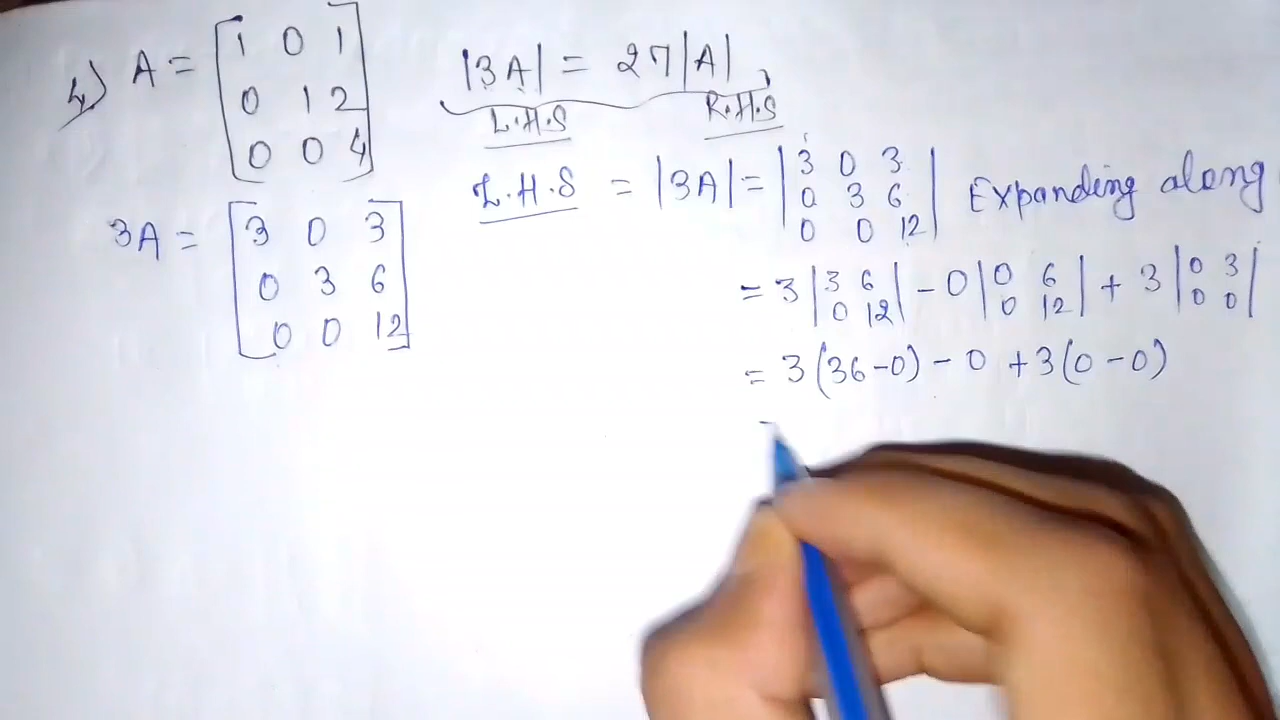 4) A = [1 0 1
0 1 2
0 0 4]
|3A| = 27|A|
L.H.S R.H.S
3A = [3 0 3
0 3 6
0 0 12]
L.H.S = |3A| = |3 0 3
0 3 6
0 0 12| Expanding along
= 3|3 6
0 12| - 0|0 6
0 12| + 3|0 3
0 0|
= 3(36-0) - 0 + 3(0-0)